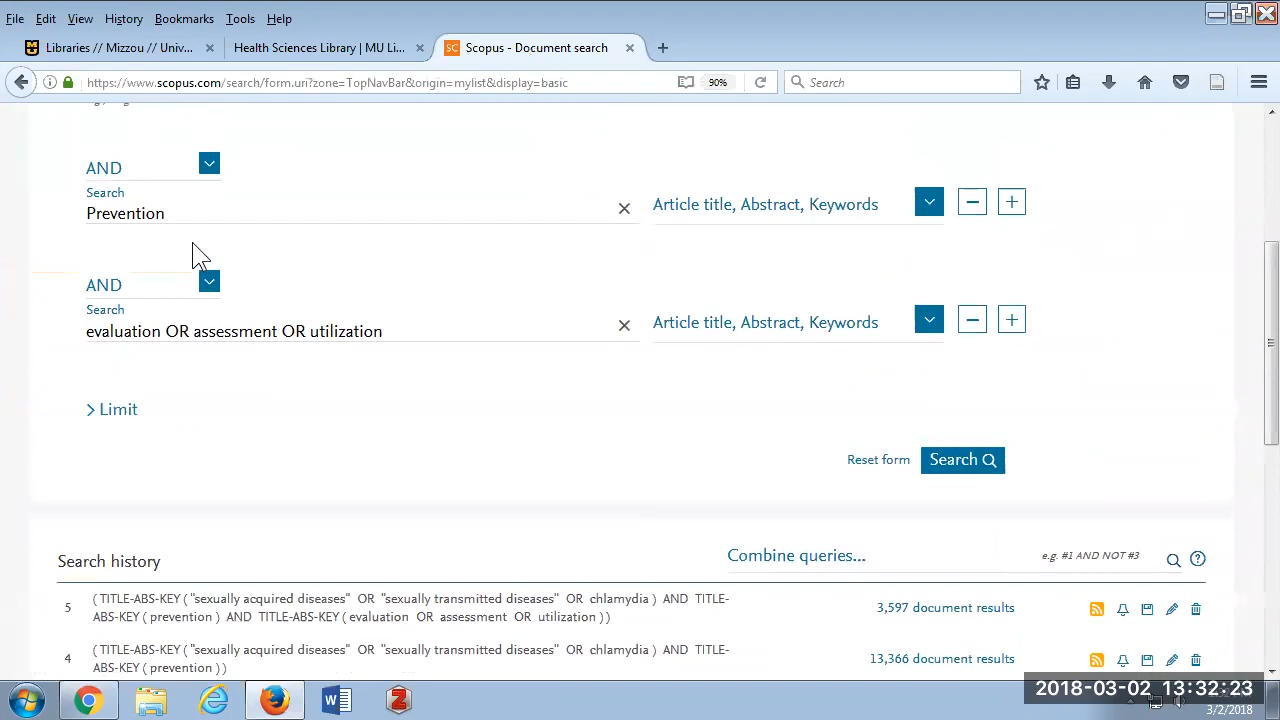 File Edit View History Bookmarks Tools Help
Libraries // Mizzou // Univ... × Health Sciences Library | MU Li... × SC Scopus - Document search × +
https://www.scopus.com/search/form.uri?zone=TopNavBar&origin=mylist&display=basic 90% Search
AND
Search
Prevention Article title, Abstract, Keywords
AND
Search
evaluation OR assessment OR utilization Article title, Abstract, Keywords
Limit
Reset form Search
Search history Combine queries... e.g. #1 AND NOT #3
5 ( TITLE-ABS-KEY ( "sexually acquired diseases" OR "sexually transmitted diseases" OR chlamydia ) AND TITLE-
ABS-KEY ( prevention ) AND TITLE-ABS-KEY ( evaluation OR assessment OR utilization ) ) 3,597 document results
4 ( TITLE-ABS-KEY ( "sexually acquired diseases" OR "sexually transmitted diseases" OR chlamydia ) AND TITLE-
ABS-KEY ( prevention ) ) 13,366 document results
2018-03-02 13:32:23
3/2/2018